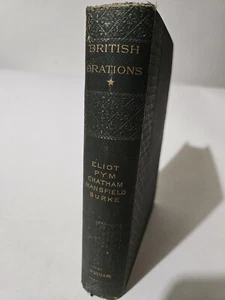 BRITISH
ORATIONS
ELIOT
PYM
CHATHAM
MANSFIELD
BURKE